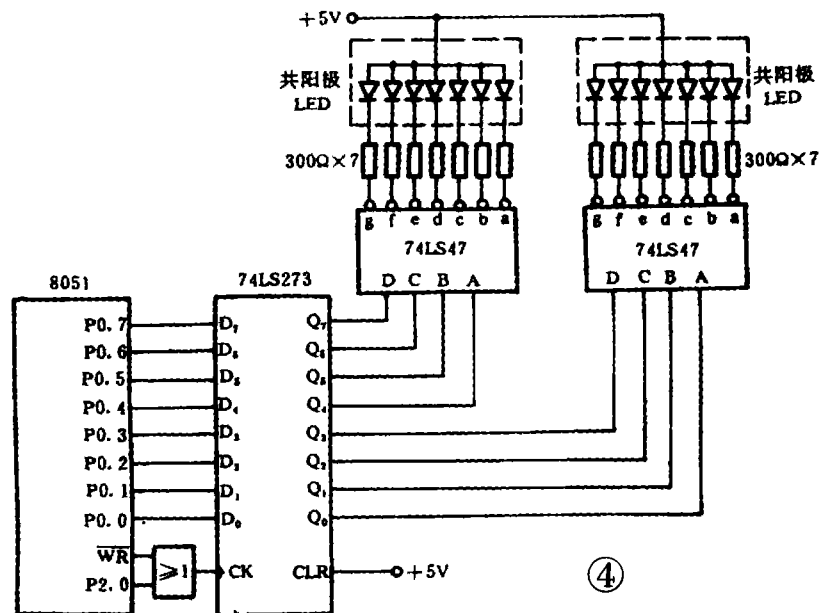 +5V
共阳极
LED
共阳极
LED
300Ω×7
300Ω×7
g f e d c b a
g f e d c b a
74LS47
74LS47
D C B A
D C B A
8051
74LS273
P0.7
D₇
Q₇
P0.6
D₆
Q₆
P0.5
D₅
Q₅
P0.4
D₄
Q₄
P0.3
D₃
Q₃
P0.2
D₂
Q₂
P0.1
D₁
Q₁
P0.0
D₀
Q₀
W̅R̅
P2.0
≥1
CK
CLR
+5V
④